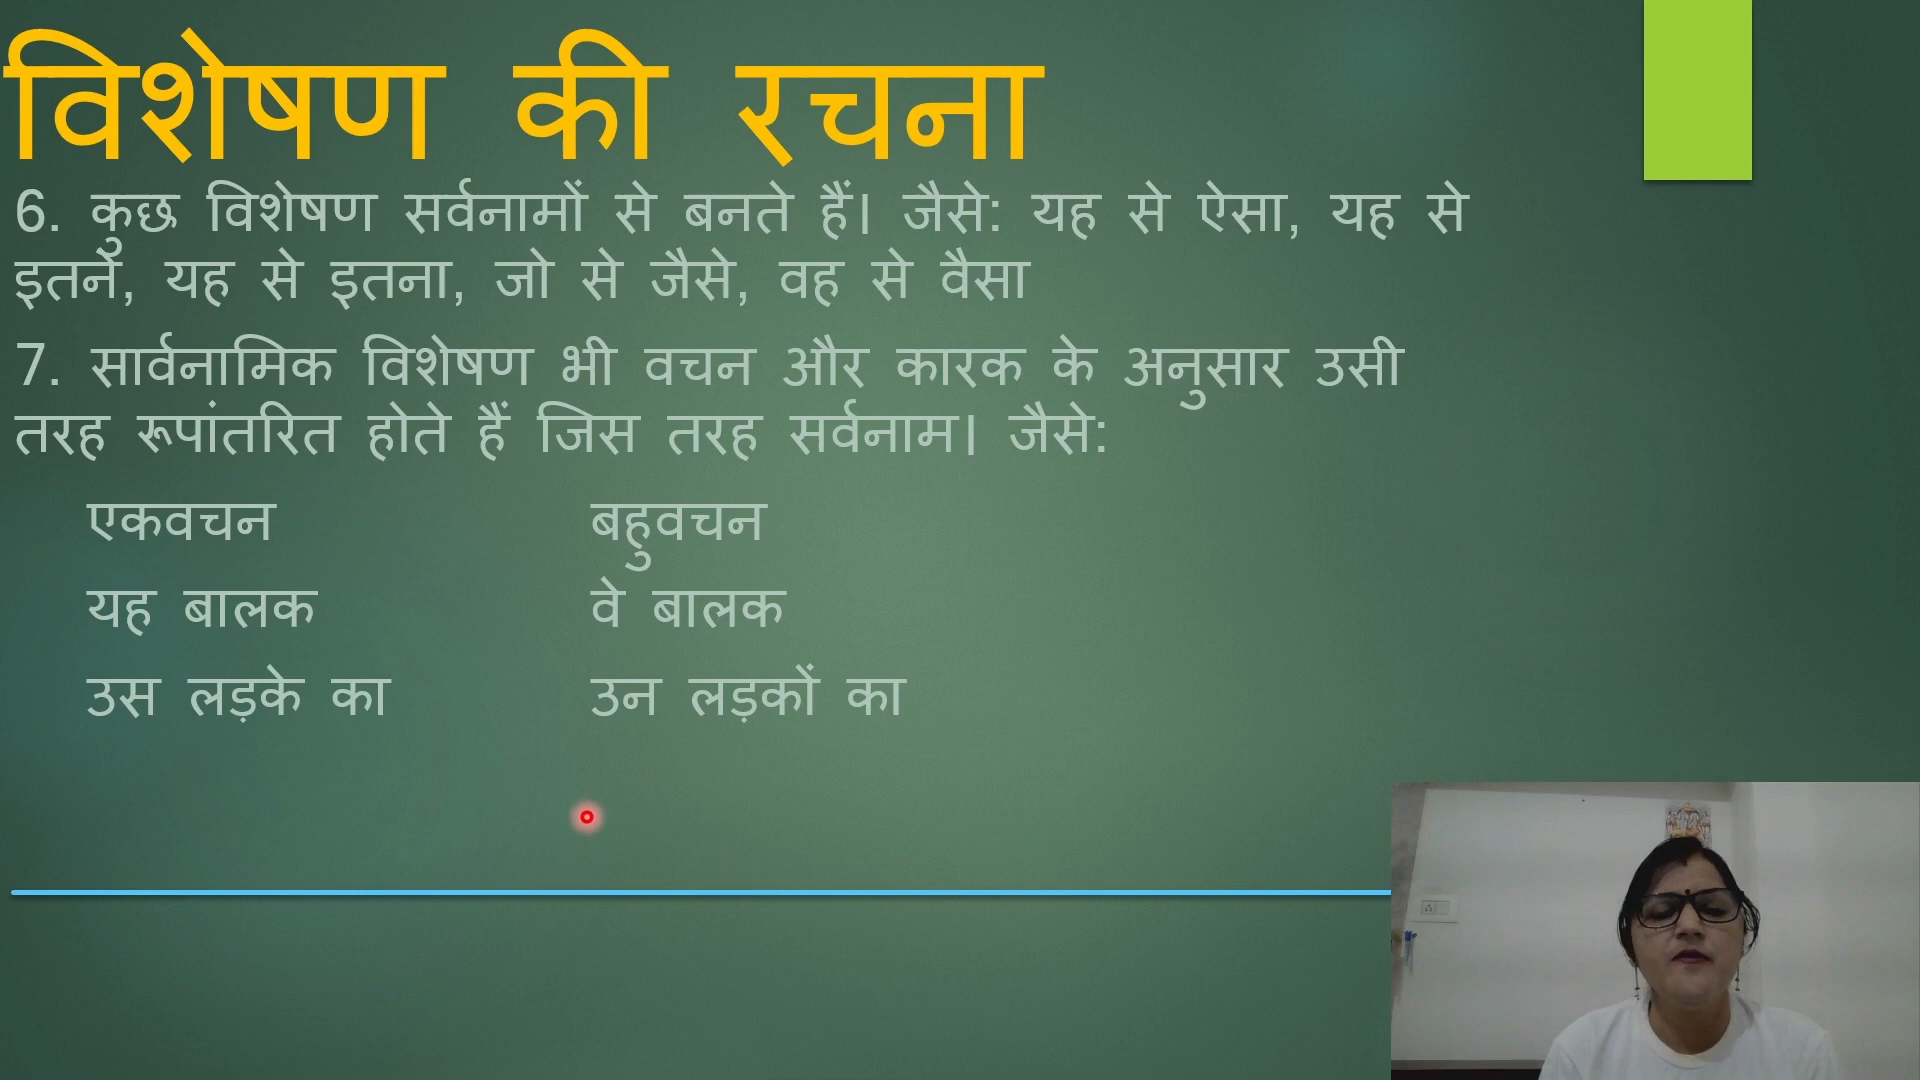 विशेषण की रचना
6. कुछ विशेषण सर्वनामों से बनते हैं। जैसे: यह से ऐसा, यह से
इतने, यह से इतना, जो से जैसे, वह से वैसा
7. सार्वनामिक विशेषण भी वचन और कारक के अनुसार उसी
तरह रूपांतरित होते हैं जिस तरह सर्वनाम। जैसे:
एकवचन बहुवचन
यह बालक वे बालक
उस लड़के का उन लड़कों का